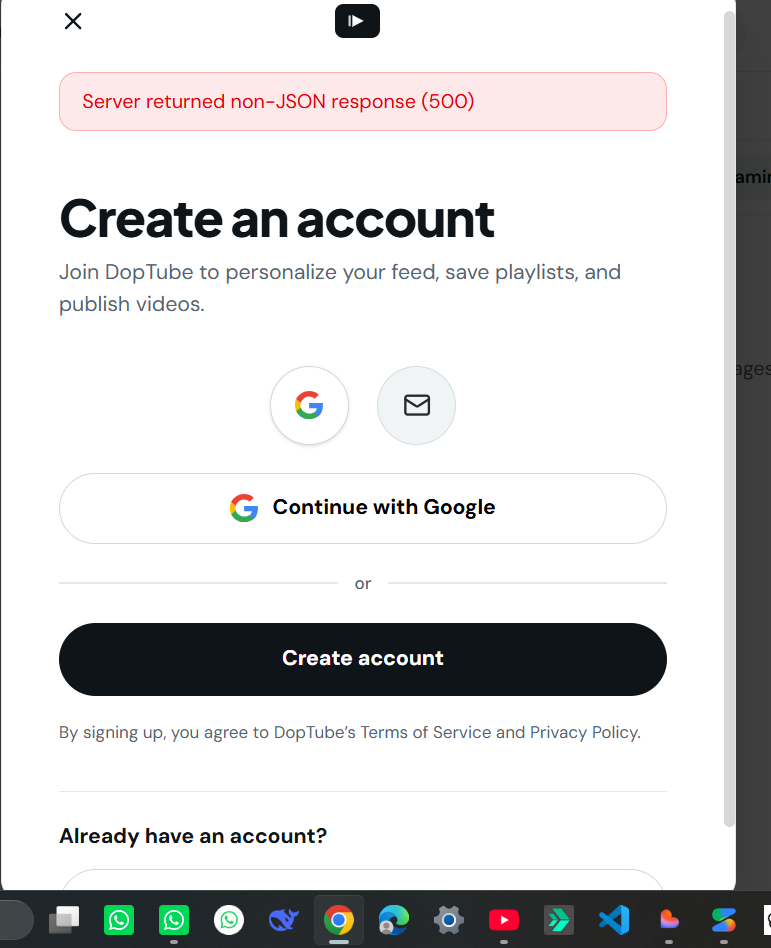 Server returned non-JSON response (500)
Create an account
Join DopTube to personalize your feed, save playlists, and
publish videos.
Continue with Google
or
Create account
By signing up, you agree to DopTube’s Terms of Service and Privacy Policy.
Already have an account?